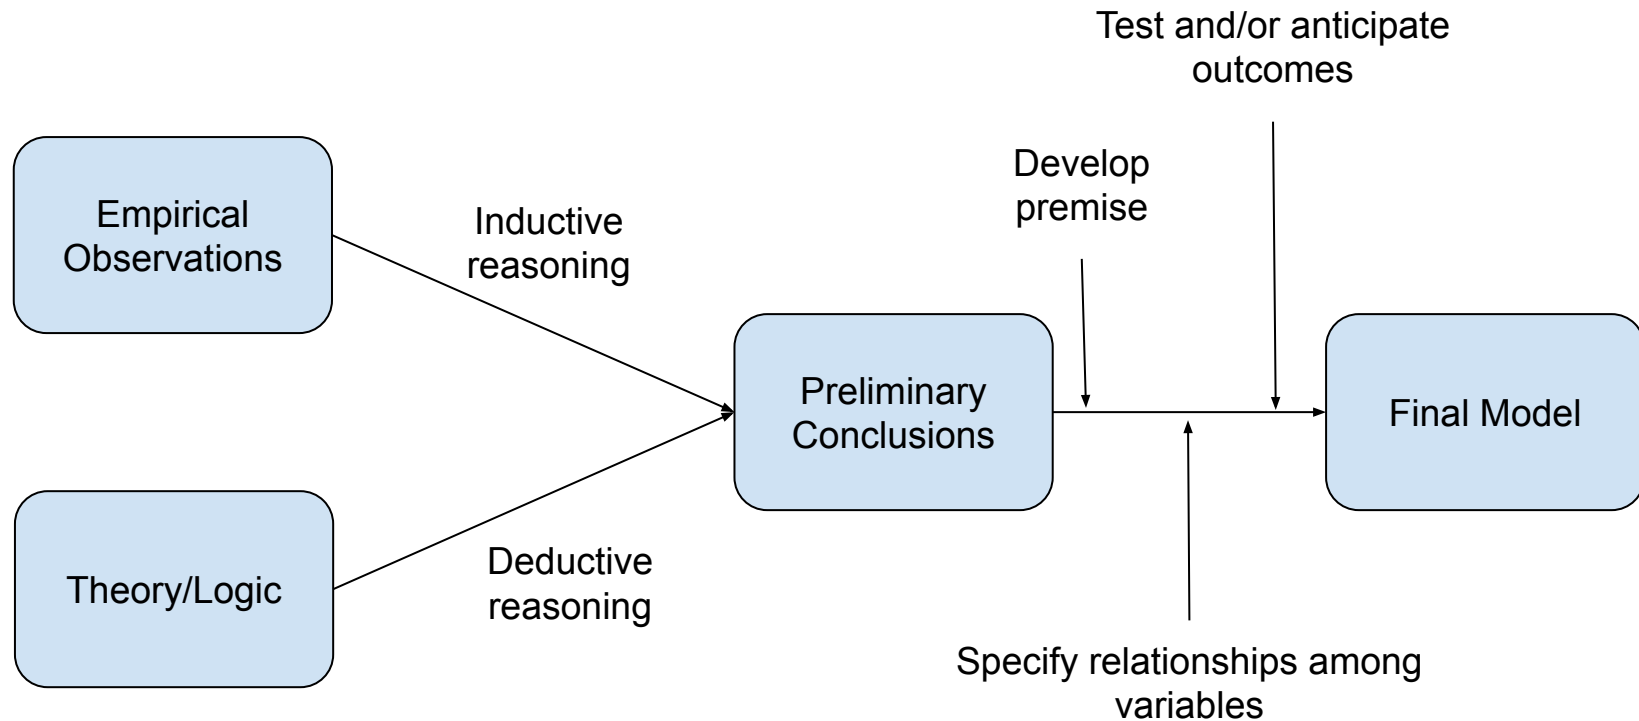 Test and/or anticipate
outcomes
Develop
premise
Empirical
Observations
Inductive
reasoning
Preliminary
Conclusions
Final Model
Theory/Logic
Deductive
reasoning
Specify relationships among
variables